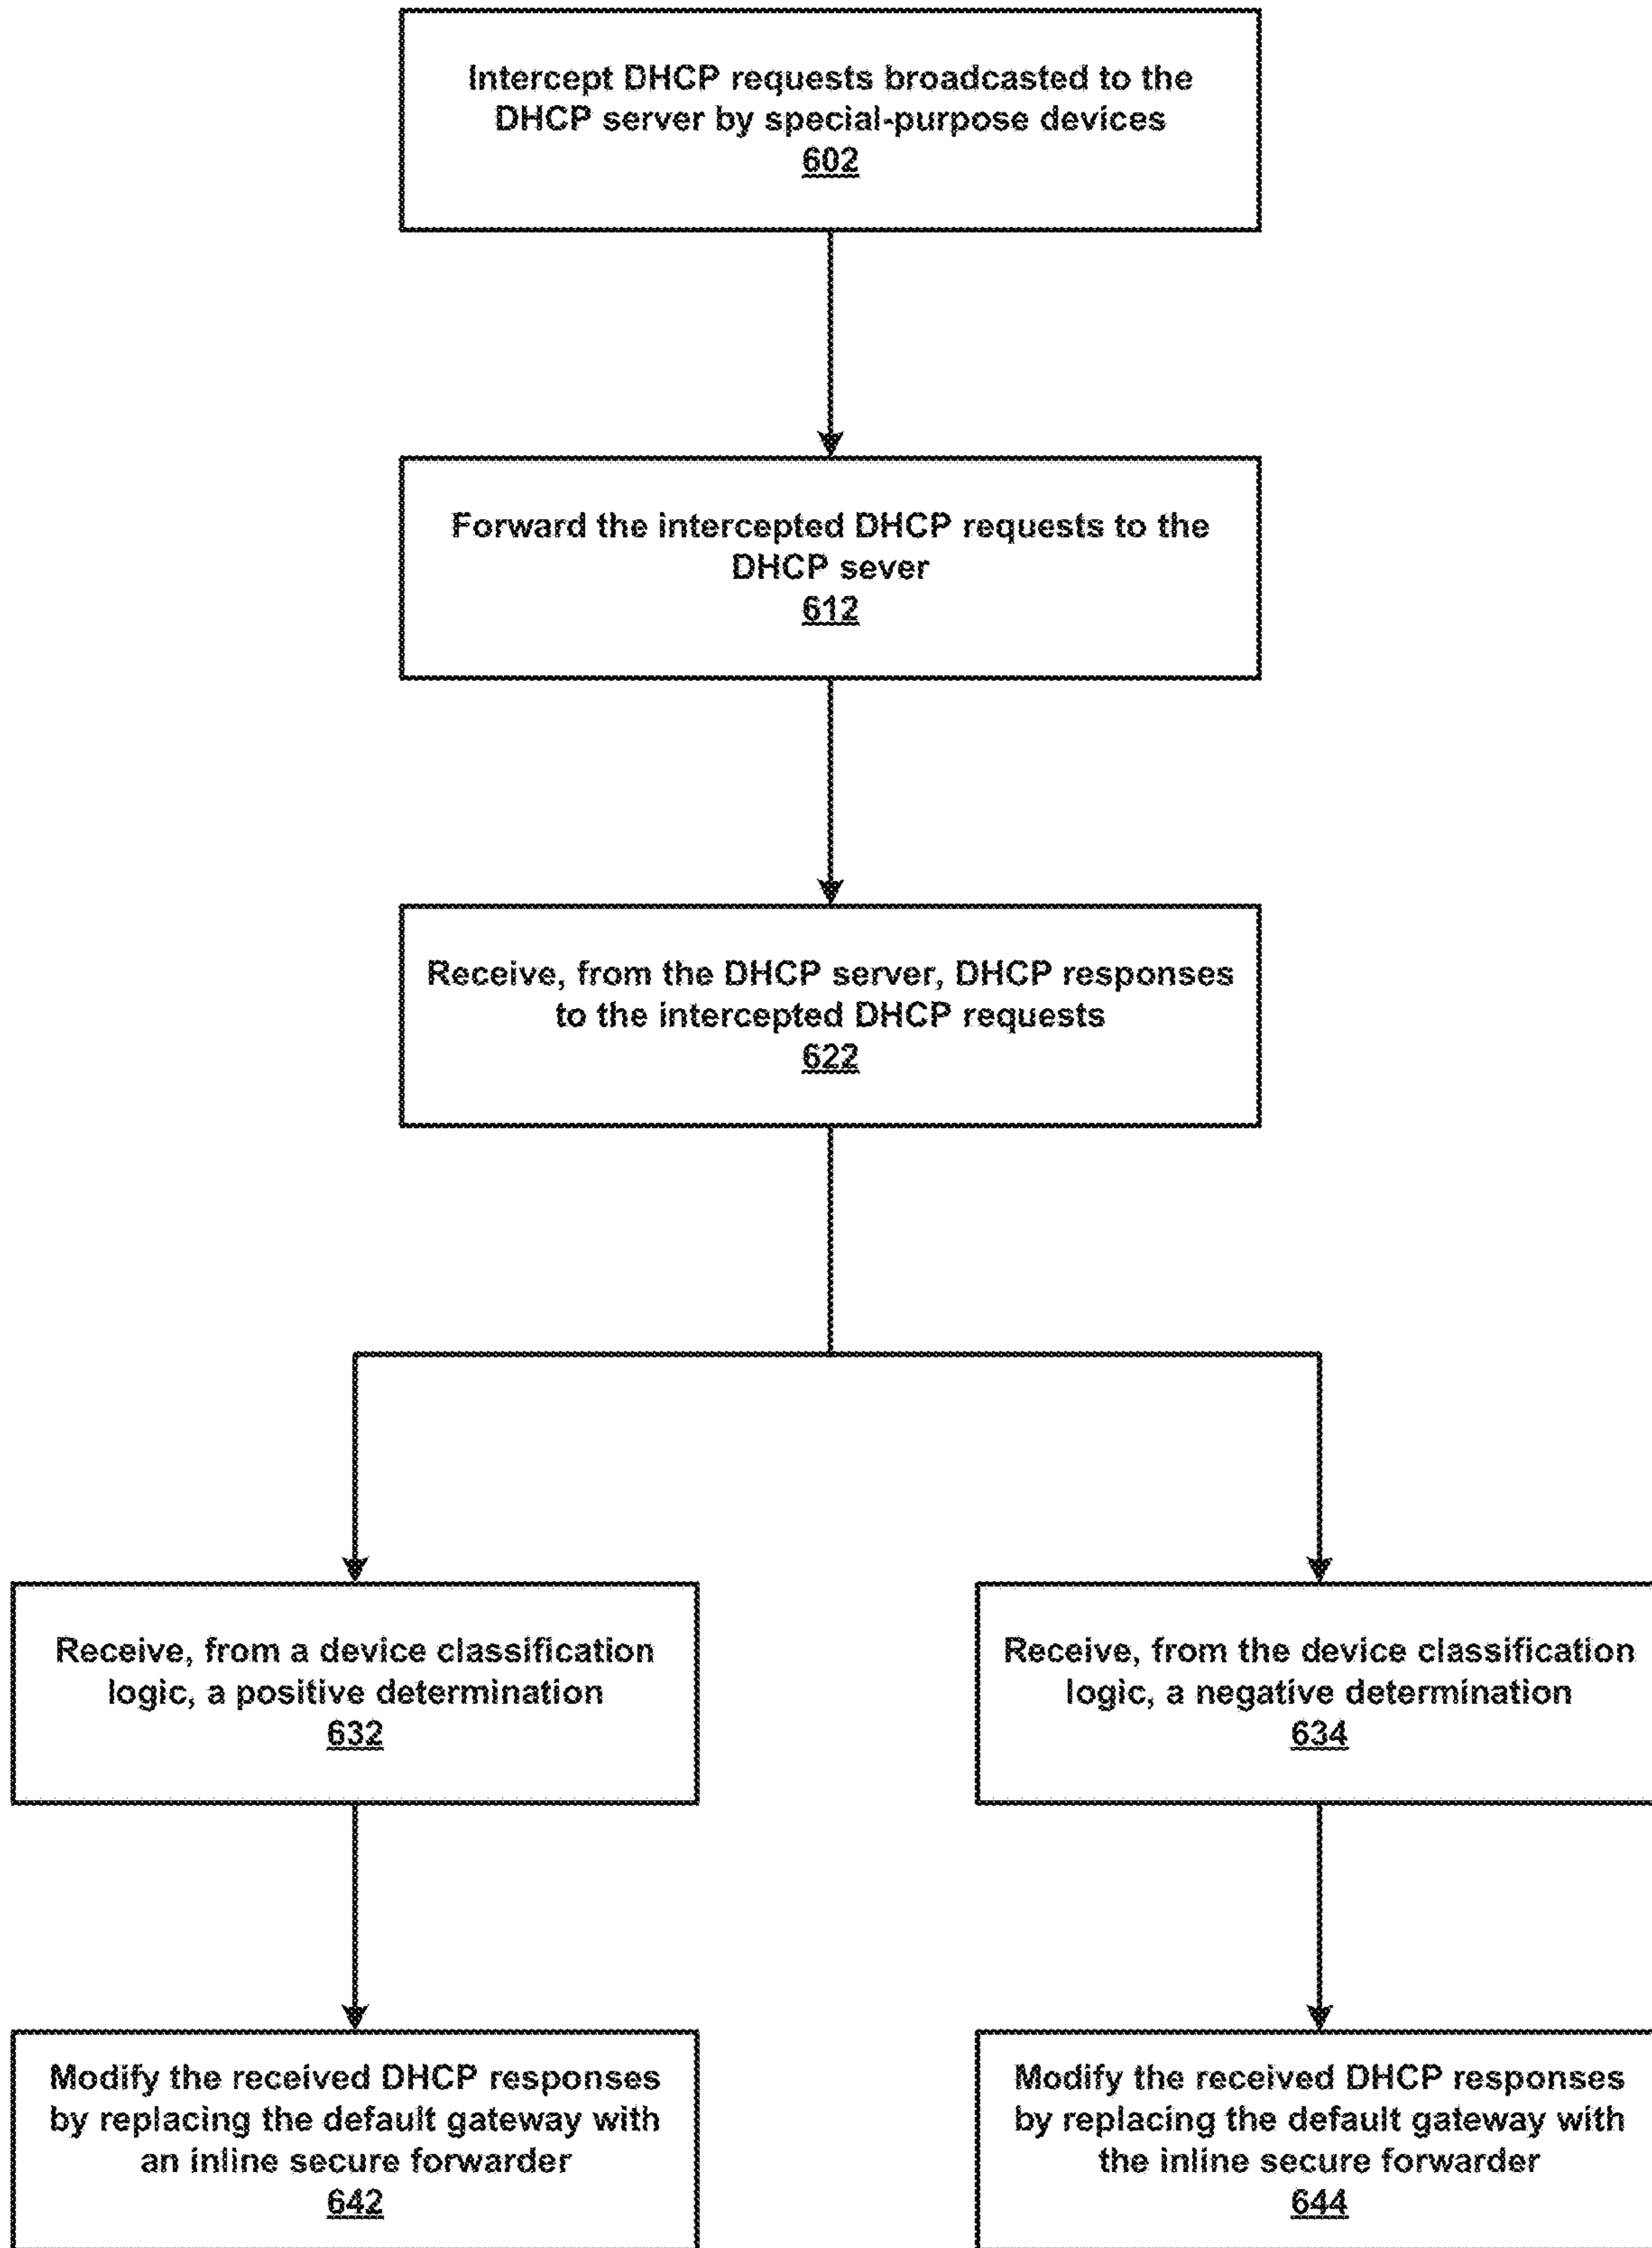 Intercept DHCP requests broadcasted to the
DHCP server by special-purpose devices
602
Forward the intercepted DHCP requests to the
DHCP sever
612
Receive, from the DHCP server, DHCP responses
to the intercepted DHCP requests
622
Receive, from a device classification
logic, a positive determination
632
Receive, from the device classification
logic, a negative determination
634
Modify the received DHCP responses
by replacing the default gateway with
an inline secure forwarder
642
Modify the received DHCP responses
by replacing the default gateway with
the inline secure forwarder
644